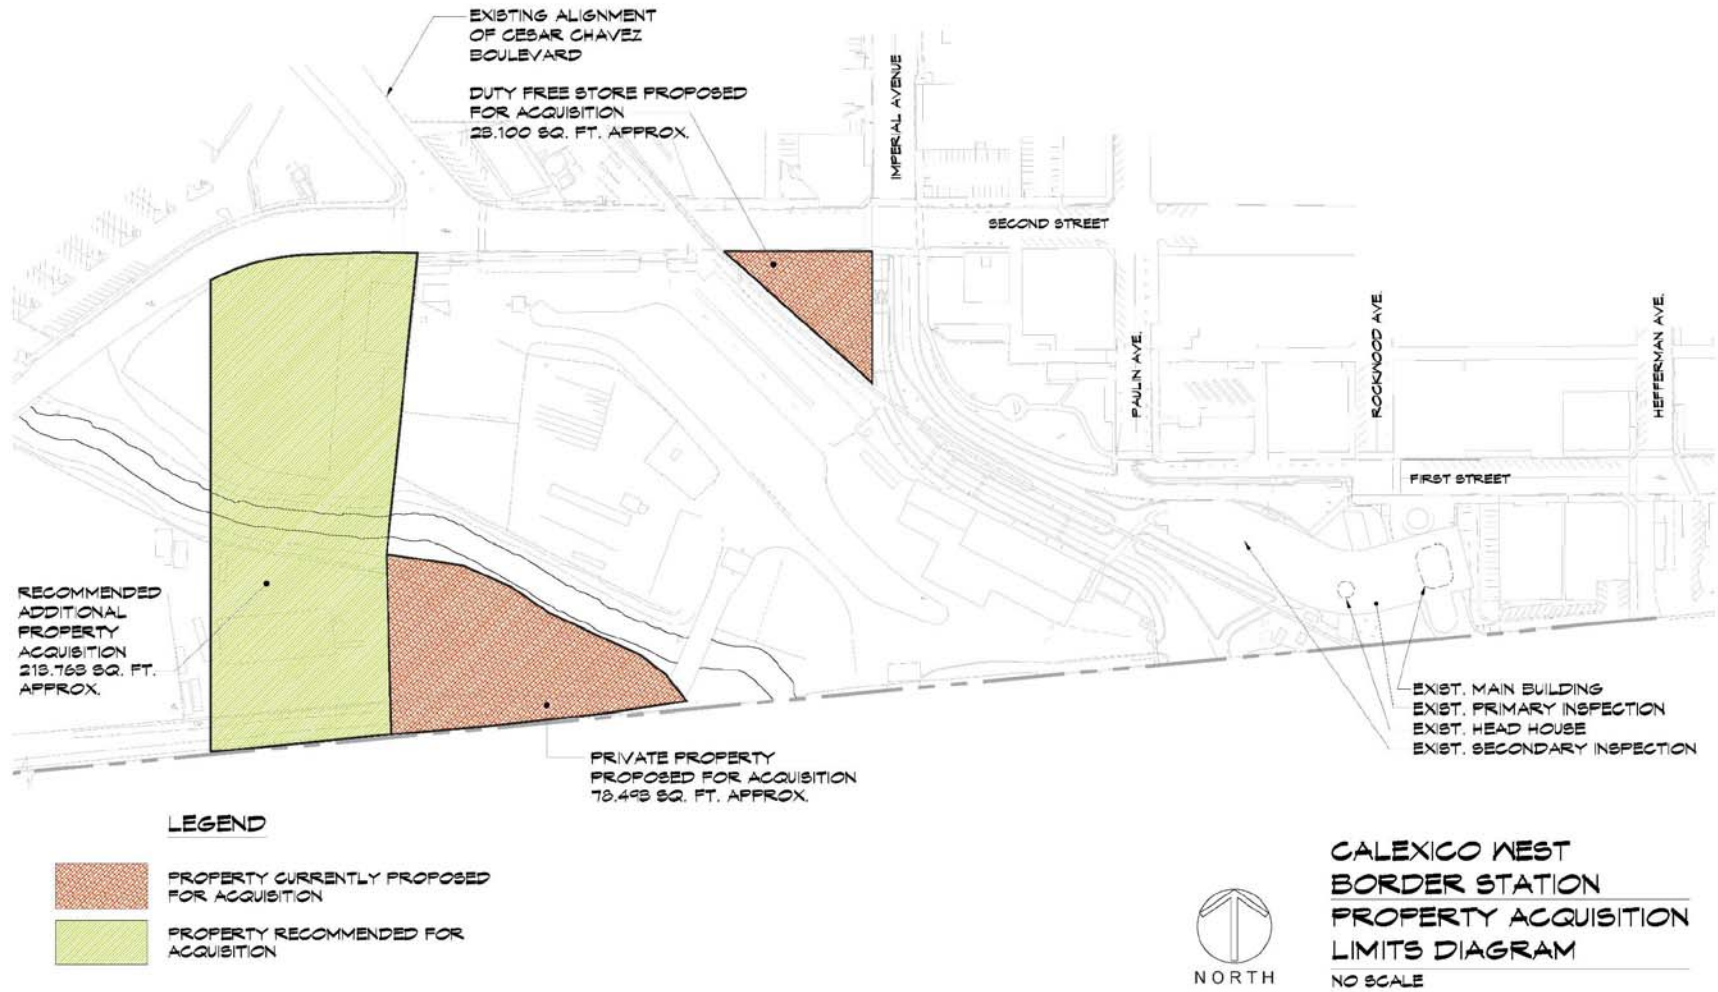 EXISTING ALIGNMENT
OF CESAR CHAVEZ
BOULEVARD
DUTY FREE STORE PROPOSED
FOR ACQUISITION
23.100 SQ. FT. APPROX.
IMPERIAL AVENUE
SECOND STREET
PAULIN AVE.
ROCKWOOD AVE.
HEFFERMAN AVE.
FIRST STREET
RECOMMENDED
ADDITIONAL
PROPERTY
ACQUISITION
213.763 SQ. FT.
APPROX.
EXIST. MAIN BUILDING
EXIST. PRIMARY INSPECTION
EXIST. HEAD HOUSE
EXIST. SECONDARY INSPECTION
PRIVATE PROPERTY
PROPOSED FOR ACQUISITION
78.493 SQ. FT. APPROX.
LEGEND
PROPERTY CURRENTLY PROPOSED
FOR ACQUISITION
PROPERTY RECOMMENDED FOR
ACQUISITION
NORTH
CALEXICO WEST
BORDER STATION
PROPERTY ACQUISITION
LIMITS DIAGRAM
NO SCALE